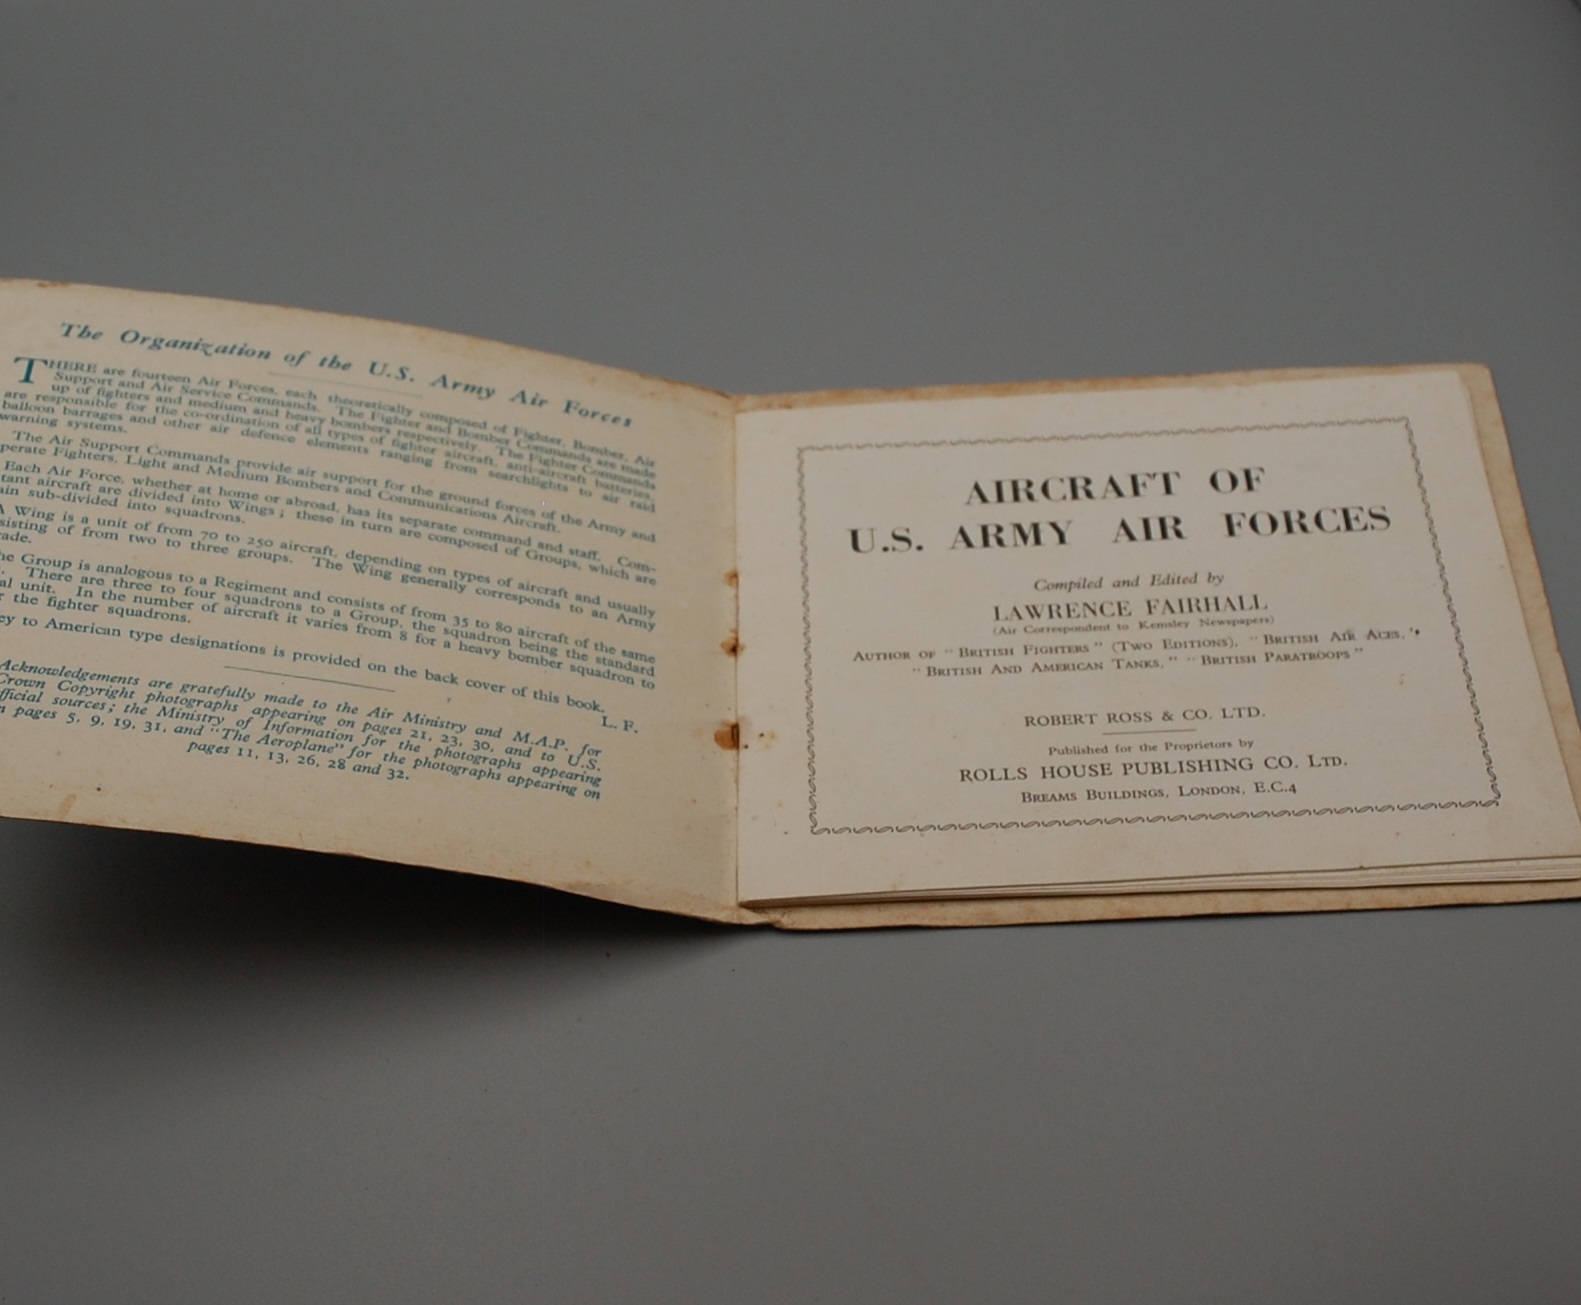 The Organization of the U.S. Army Air Forces
THERE are fourteen Air Forces, each theoretically composed of Fighter, Bomber, Air
Support and Air Service Commands. The Fighter and Bomber Commands are made
up of fighters and medium and heavy bombers respectively. The Fighter Commands
are responsible for the co-ordination of all types of fighter aircraft, anti-aircraft batteries,
balloon barrages and other air defence elements ranging from searchlights to air raid
warning systems.
The Air Support Commands provide air support for the ground forces of the Army and
perate Fighters, Light and Medium Bombers and Communications Aircraft.
Each Air Force, whether at home or abroad, has its separate command and staff. Com-
tant aircraft are divided into Wings; these in turn are composed of Groups, which are
ain sub-divided into squadrons.
A Wing is a unit of from 70 to 250 aircraft, depending on types of aircraft and usually
sisting of from two to three groups. The Wing generally corresponds to an Army
ade.
he Group is analogous to a Regiment and consists of from 35 to 80 aircraft of the same
. There are three to four squadrons to a Group, the squadron being the standard
al unit. In the number of aircraft it varies from 8 for a heavy bomber squadron to
r the fighter squadrons.
ey to American type designations is provided on the back cover of this book.
L. F.
Acknowledgements are gratefully made to the Air Ministry and M.A.P. for
Crown Copyright photographs appearing on pages 21, 23, 30, and to U.S.
fficial sources; the Ministry of Information for the photographs appearing
n pages 5, 9, 19, 31, and "The Aeroplane" for the photographs appearing on
pages 11, 13, 26, 28 and 32.
AIRCRAFT OF
U.S. ARMY AIR FORCES
Compiled and Edited by
LAWRENCE FAIRHALL
(Air Correspondent to Kemsley Newspapers)
AUTHOR OF "BRITISH FIGHTERS" (TWO EDITIONS), "BRITISH AIR ACES,"
"BRITISH AND AMERICAN TANKS," "BRITISH PARATROOPS"
ROBERT ROSS & CO. LTD.
Published for the Proprietors by
ROLLS HOUSE PUBLISHING CO. LTD.
BREAMS BUILDINGS, LONDON, E.C.4